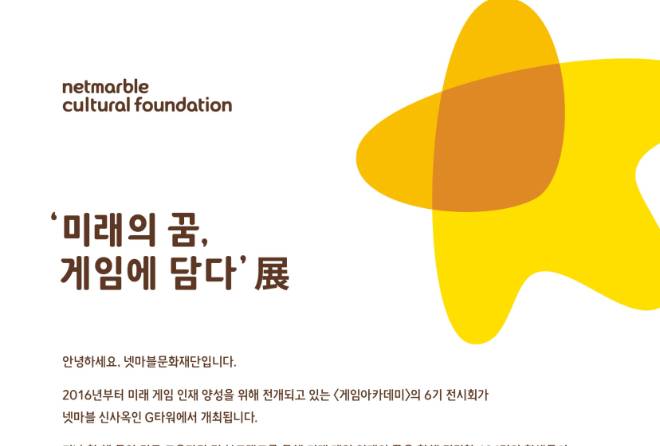 netmarble
cultural foundation
‘미래의 꿈,
게임에 담다’ 展
안녕하세요, 넷마블문화재단입니다.
2016년부터 미래 게임 인재 양성을 위해 전개되고 있는 〈게임아카데미〉의 6기 전시회가
넷마블 신사옥인 G타워에서 개최됩니다.